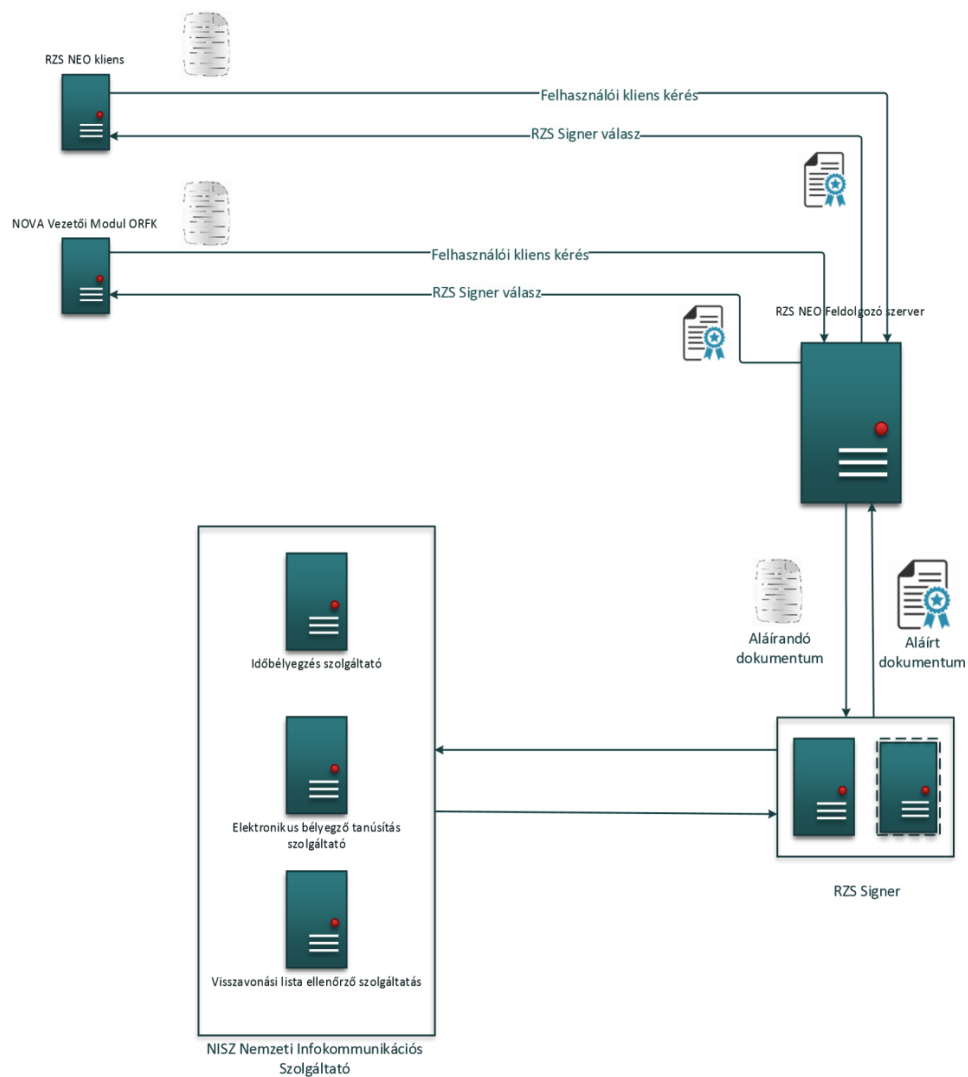 RZS NEO kliens
Felhasználói kliens kérés
RZS Signer válasz
NOVA Vezetői Modul ORFK
Felhasználói kliens kérés
RZS Signer válasz
RZS NEO Feldolgozó szerver
Aláírandó
dokumentum
Aláírt
dokumentum
Időbélyegzés szolgáltató
Elektronikus bélyegző tanúsítás
szolgáltató
Visszavonási lista ellenőrző szolgáltatás
RZS Signer
NISZ Nemzeti Infokommunikációs
Szolgáltató